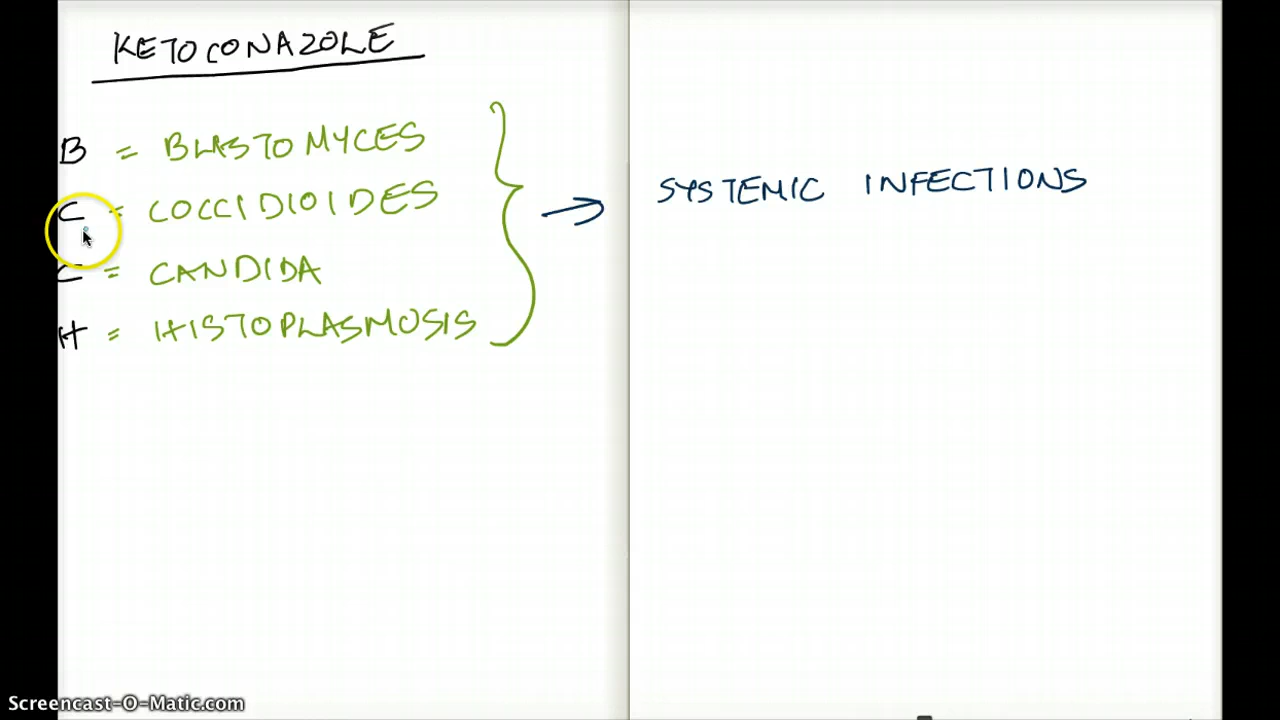 KETOCONAZOLE
B = BLASTOMYCES
C = COCCIDIOIDES
C = CANDIDA
H = HISTOPLASMOSIS
SYSTEMIC INFECTIONS
Screencast-O-Matic.com